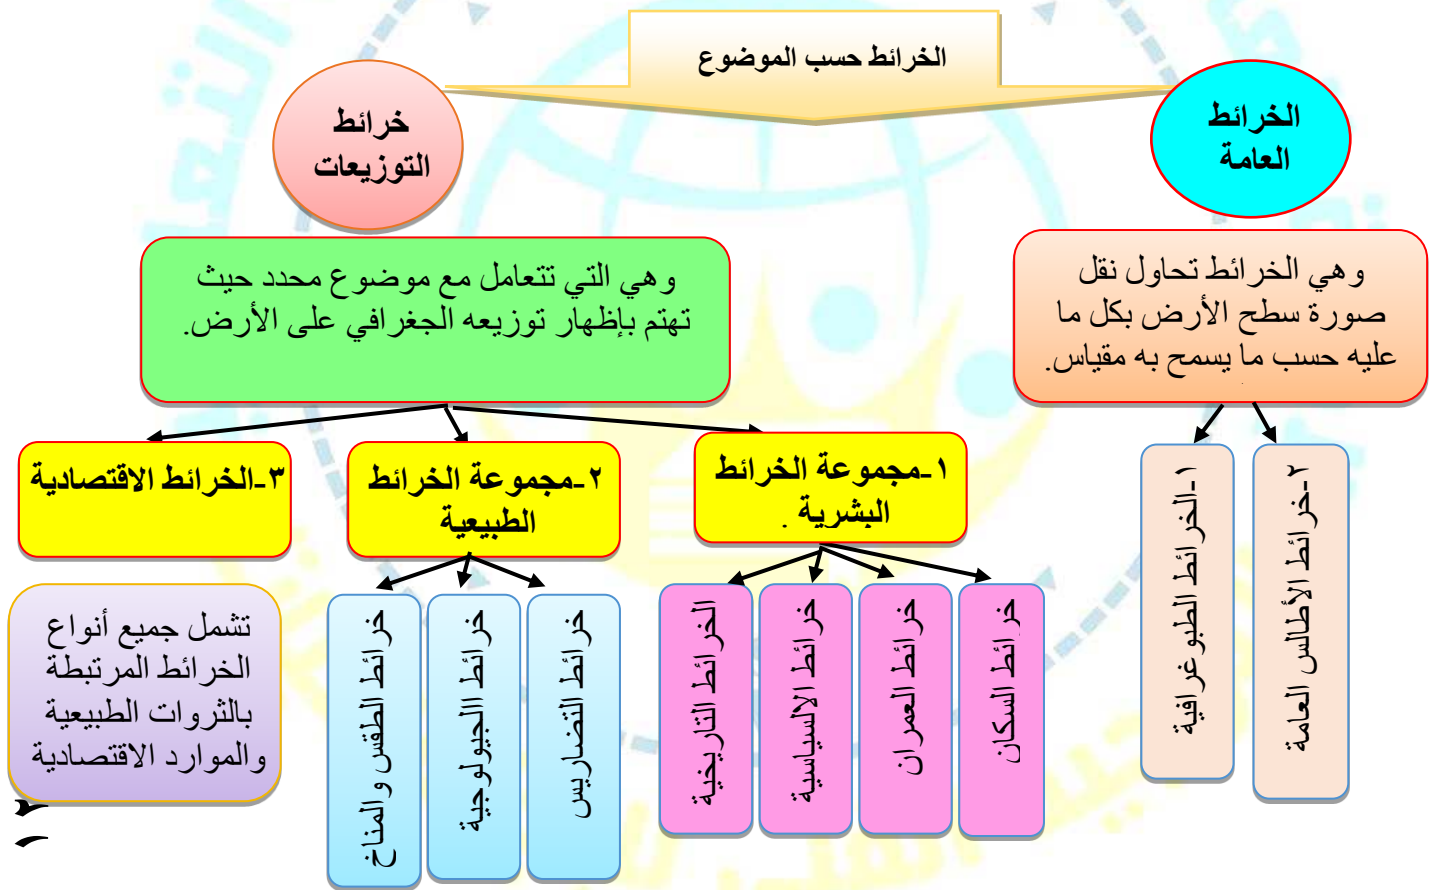 الخرائط حسب الموضوع
الخرائط
العامة
خرائط
التوزيعات
وهي الخرائط تحاول نقل
صورة سطح الأرض بكل ما
عليه حسب ما يسمح به مقياس.
وهي التي تتعامل مع موضوع محدد حيث
تهتم بإظهار توزيعه الجغرافي على الأرض.
١-الخرائط الطبوغرافية
٢-خرائط الأطالس العامة
١-مجموعة الخرائط
البشرية .
٢-مجموعة الخرائط
الطبيعية
٣-الخرائط الاقتصادية
خرائط السكان
خرائط العمران
خرائط الالسياسية
الخرائط التاريخية
خرائط التضاريس
خرائط االجيولوجية
خرائط الطقس والمناخ
تشمل جميع أنواع
الخرائط المرتبطة
بالثروات الطبيعية
والموارد الاقتصادية